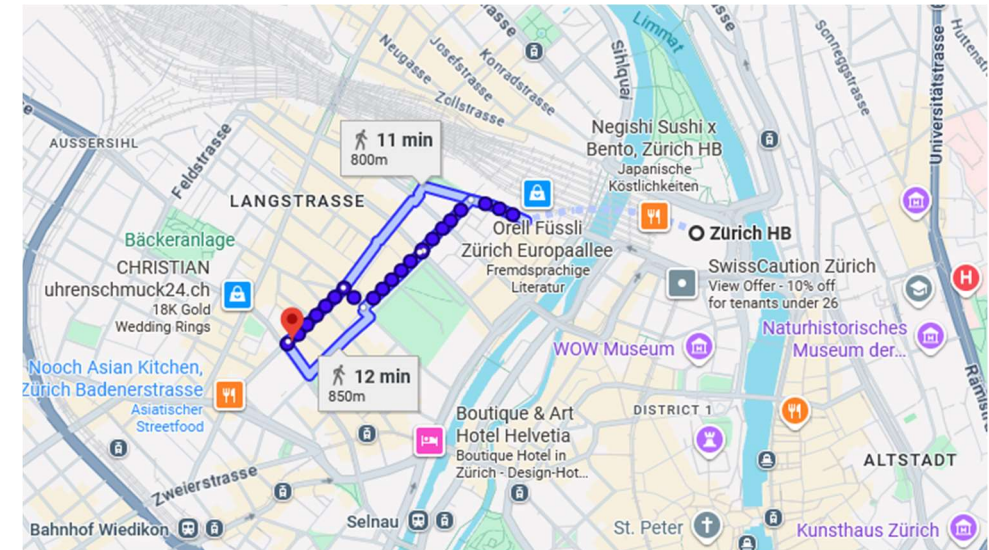 Limmat
Neugasse
Josefstrasse
Konradstrasse
Zollstrasse
Sihlquai
Sonneggstrasse
Universitätstrasse
AUSSERSIHL
Feldstrasse
11 min
800m
Negishi Sushi x
Bento, Zürich HB
Japanische
Köstlichkeiten
LANGSTRASSE
Orell Füssli
Zürich Europaallee
Fremdsprachige
Literatur
Zürich HB
Bäckeranlage
CHRISTIAN
uhrenschmuck24.ch
18K Gold
Wedding Rings
SwissCaution Zürich
View Offer - 10% off
for tenants under 26
H
Naturhistorisches
Museum der...
WOW Museum
Nooch Asian Kitchen,
Zürich Badenerstrasse
Asiatischer
Streetfood
12 min
850m
Boutique & Art
Hotel Helvetia
Boutique Hotel in
Zürich - Design-Hot...
DISTRICT 1
ALTSTADT
Zweierstrasse
Bahnhof Wiedikon
Selnau
St. Peter
Kunsthaus Zürich